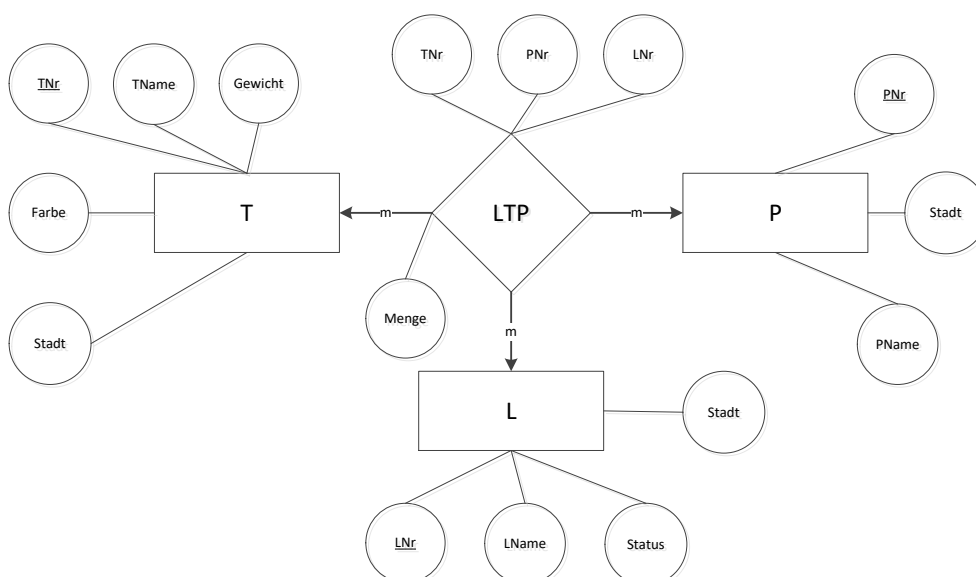 TNr
PNr
LNr
TNr
TName
Gewicht
PNr
Farbe
T
m
LTP
m
P
Stadt
Menge
m
Stadt
PName
L
Stadt
LNr
LName
Status